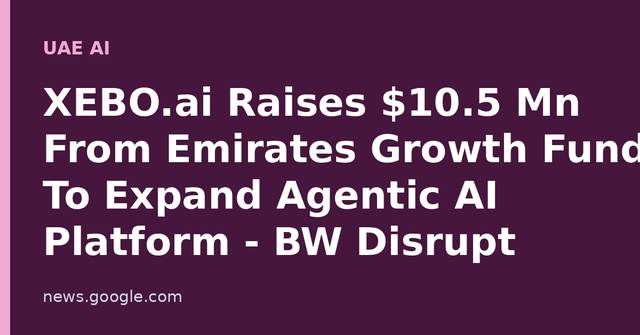 UAE AI
XEBO.ai Raises $10.5 Mn
From Emirates Growth Fund
To Expand Agentic AI
Platform - BW Disrupt
news.google.com